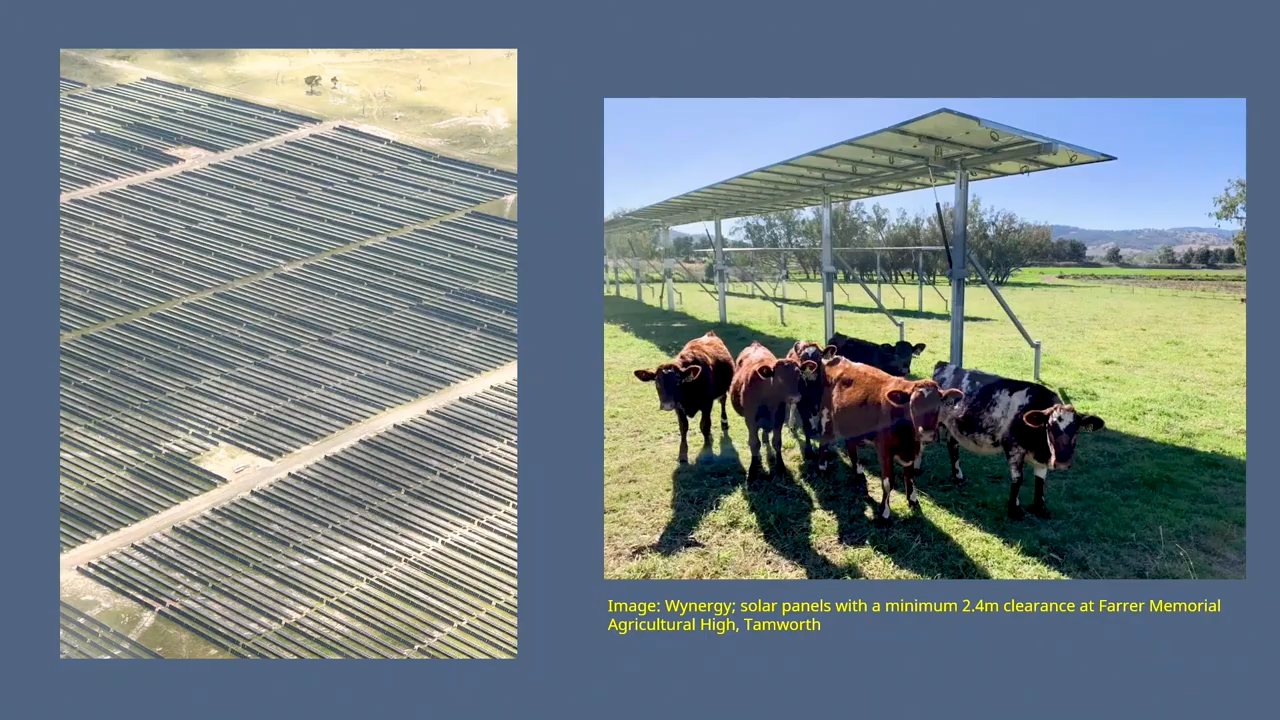 Image: Wynergy; solar panels with a minimum 2.4m clearance at Farrer Memorial
Agricultural High, Tamworth